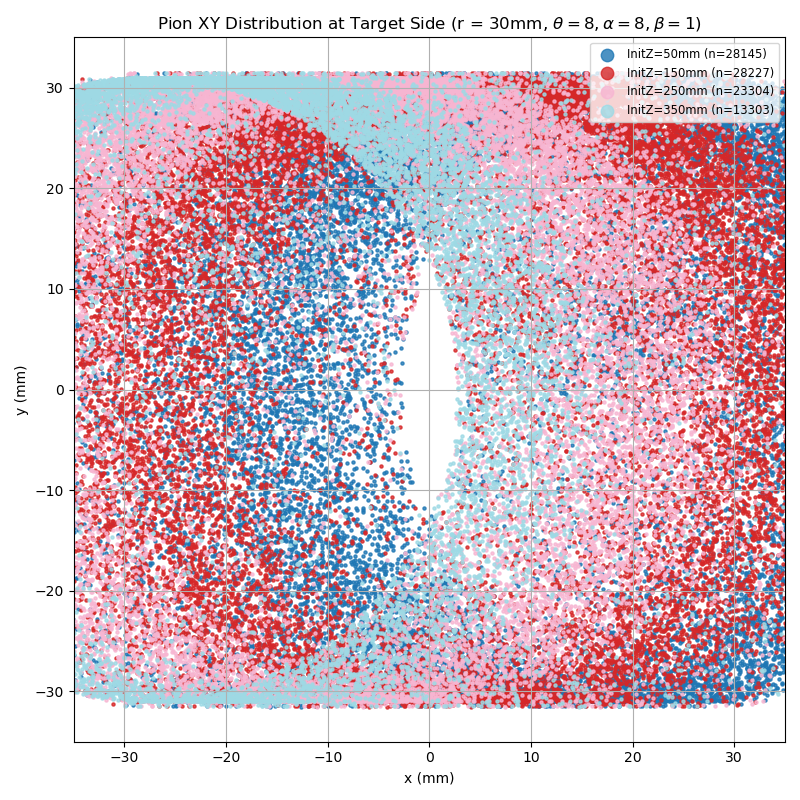 Pion XY Distribution at Target Side (r = 30mm, θ = 8, α = 8, β = 1)
InitZ=50mm (n=28145)
InitZ=150mm (n=28227)
InitZ=250mm (n=23304)
InitZ=350mm (n=13303)
30
20
10
0
−10
−20
−30
y (mm)
−30 −20 −10 0 10 20 30
x (mm)